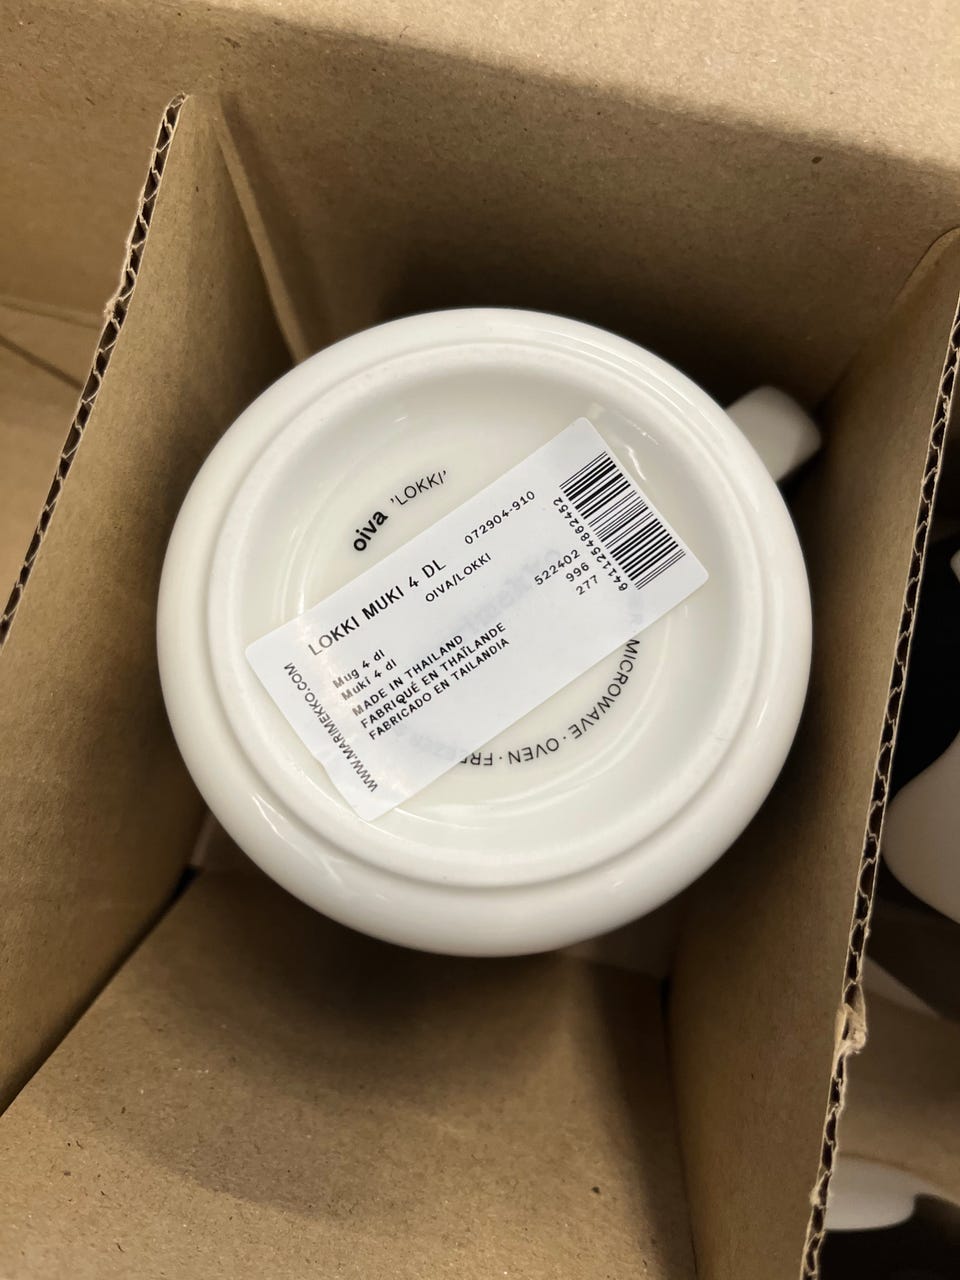 oiva 'LOKKI'
LOKKI MUKI 4 DL
072904-910
OIVA/LOKKI
Mug 4 dl
Muki 4 dl
MADE IN THAILAND
FABRIQUÉ EN THAÏLANDE
FABRICADO EN TAILANDIA
522402
996
277
6411254862452
WWW.MARIMEKKO.COM
MICROWAVE · OVEN · FRE